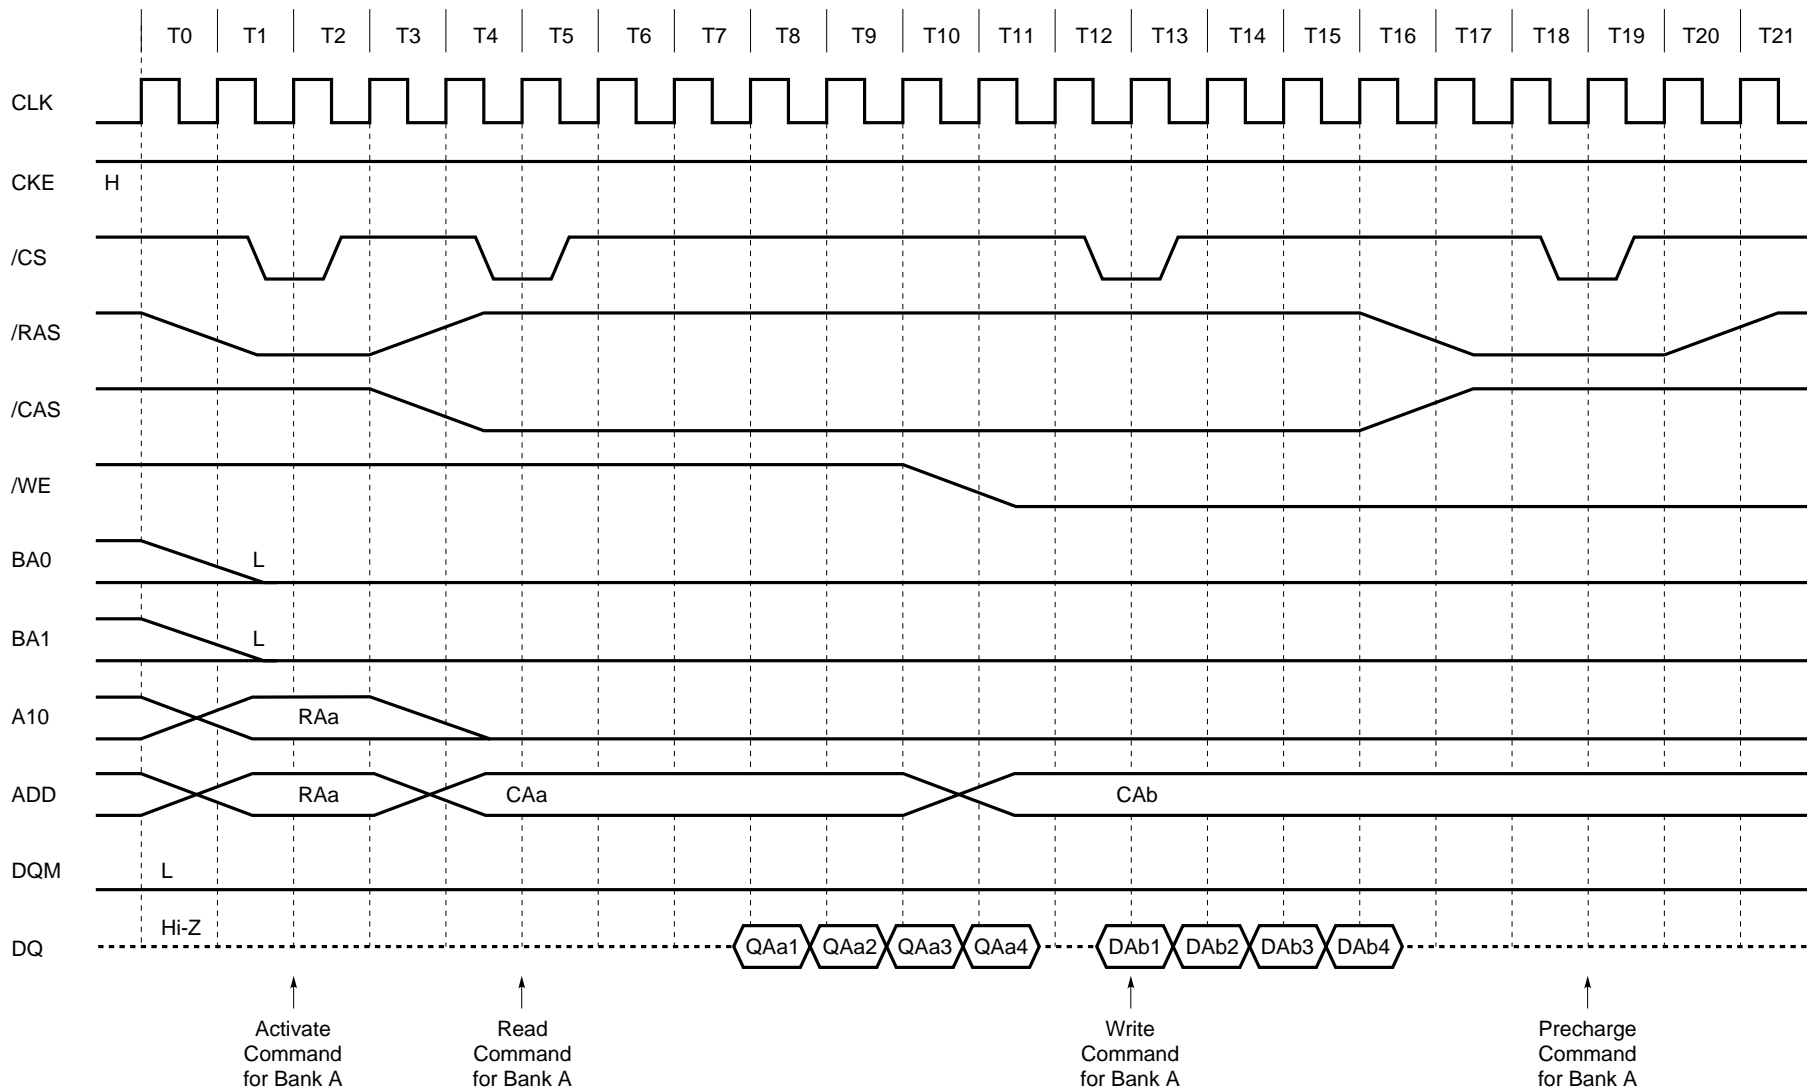 T0 T1 T2 T3 T4 T5 T6 T7 T8 T9 T10 T11 T12 T13 T14 T15 T16 T17 T18 T19 T20 T21
CLK
CKE H
/CS
/RAS
/CAS
/WE
BA0 L
BA1 L
A10 RAa
ADD RAa CAa CAb
DQM L
Hi-Z
DQ QAa1 QAa2 QAa3 QAa4 DAb1 DAb2 DAb3 DAb4
Activate
Command
for Bank A
Read
Command
for Bank A
Write
Command
for Bank A
Precharge
Command
for Bank A